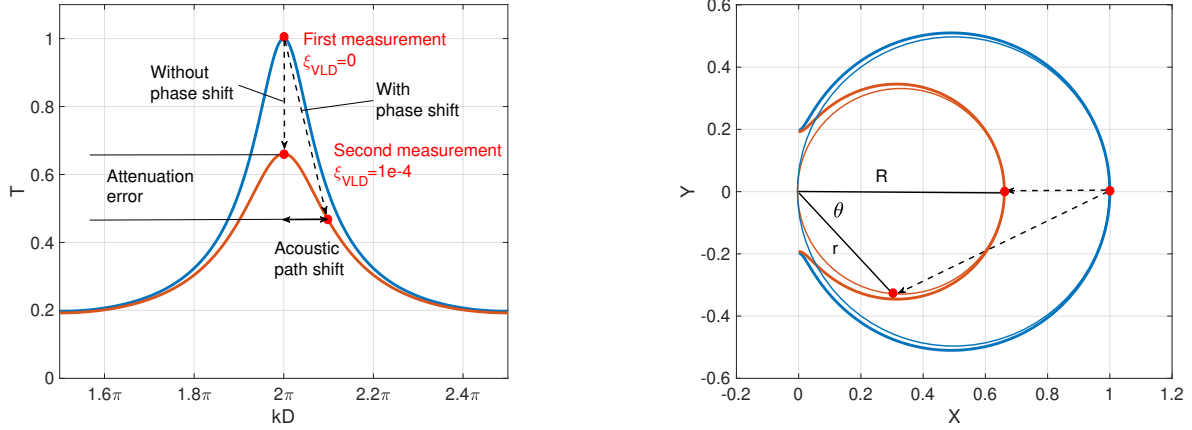 T
1
0.8
0.6
0.4
0.2
0
1.6π
1.8π
2π
2.2π
2.4π
kD
First measurement
ξVLD=0
Without
phase shift
With
phase shift
Second measurement
ξVLD=1e-4
Attenuation
error
Acoustic
path shift
Y
0.6
0.4
0.2
0
-0.2
-0.4
-0.6
-0.2
0
0.2
0.4
0.6
0.8
1
1.2
X
R
θ
r